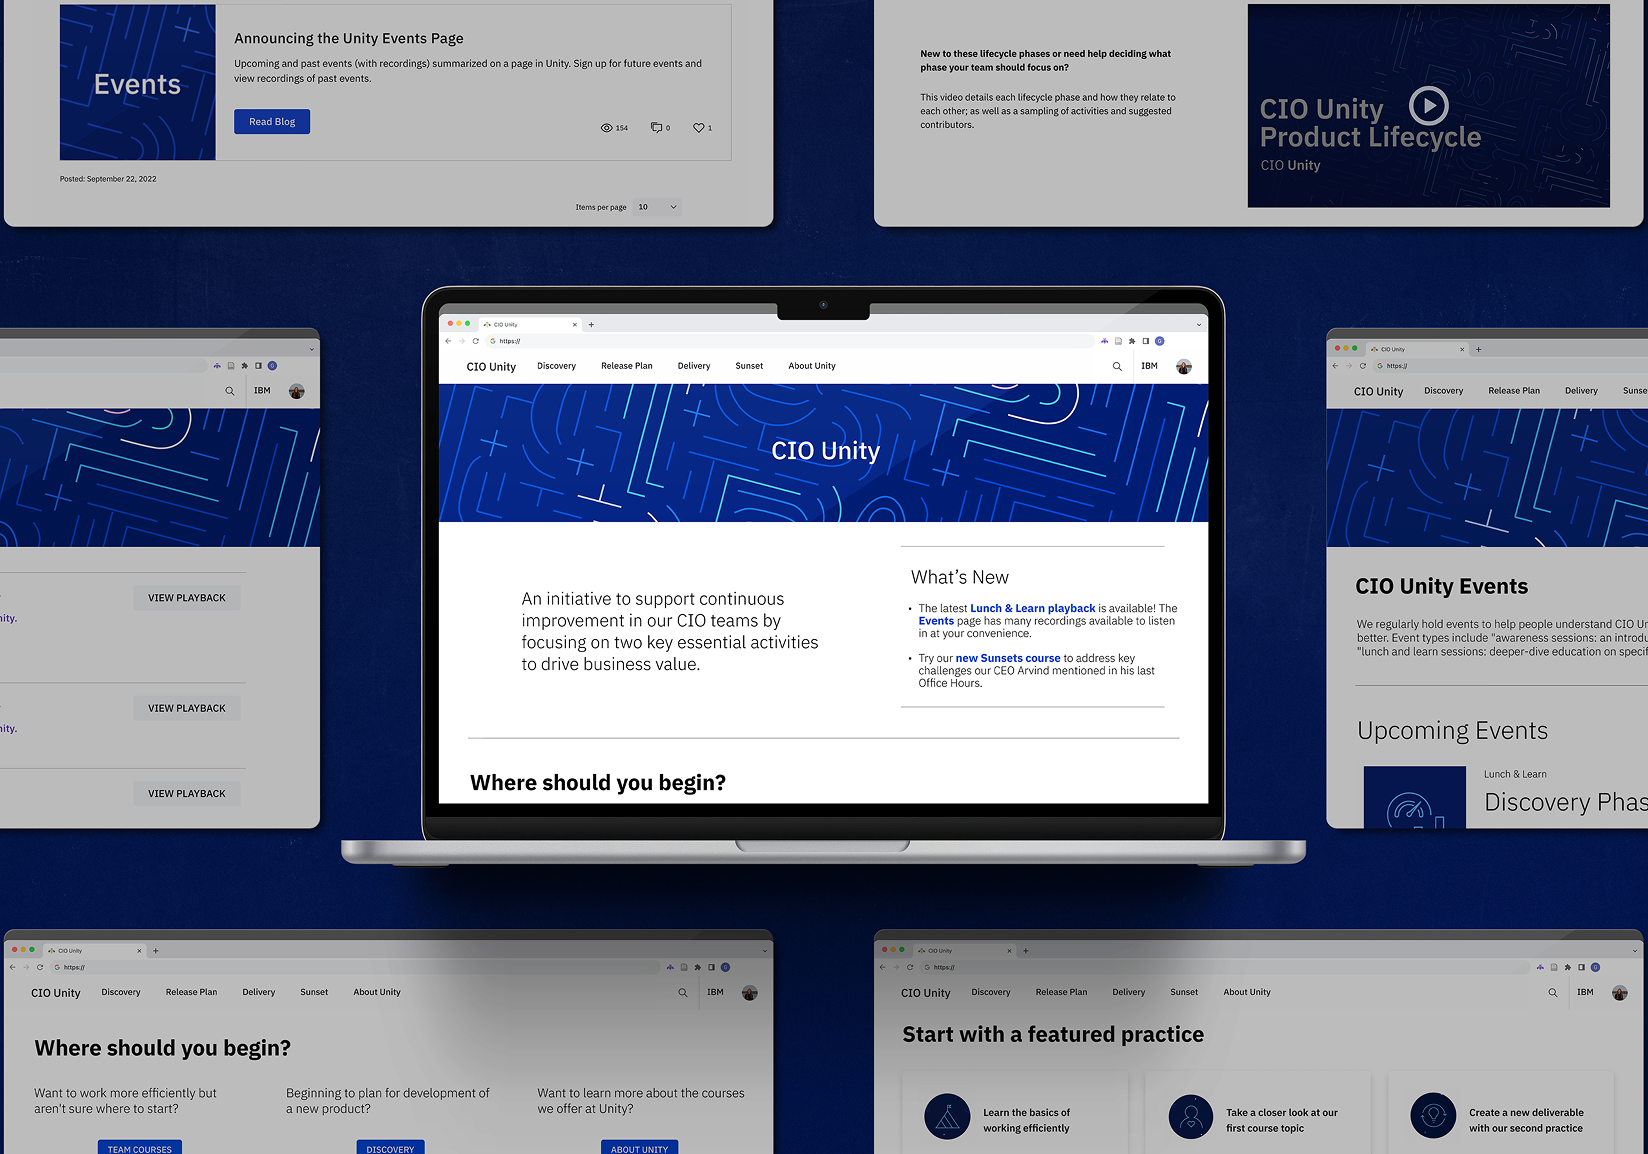 Events
Announcing the Unity Events Page
Upcoming and past events (with recordings) summarized on a page in Unity. Sign up for future events and
view recordings of past events.
Read Blog
154
0
1
Posted: September 22, 2022
Items per page 10
New to these lifecycle phases or need help deciding what
phase your team should focus on?
This video details each lifecycle phase and how they relate to
each other; as well as a sampling of activities and suggested
contributors.
CIO Unity
Product Lifecycle
CIO Unity
IBM
VIEW PLAYBACK
nity.
VIEW PLAYBACK
nity.
VIEW PLAYBACK
CIO Unity
G https://
CIO Unity Discovery Release Plan Delivery Sunset About Unity IBM
CIO Unity
An initiative to support continuous
improvement in our CIO teams by
focusing on two key essential activities
to drive business value.
What's New
• The latest Lunch & Learn playback is available! The
Events page has many recordings available to listen
in at your convenience.
• Try our new Sunsets course to address key
challenges our CEO Arvind mentioned in his last
Office Hours.
Where should you begin?
CIO Unity
G https://
CIO Unity Discovery Release Plan Delivery Sunse
CIO Unity Events
We regularly hold events to help people understand CIO Un
better. Event types include "awareness sessions: an introdu
"lunch and learn sessions: deeper-dive education on specif
Upcoming Events
Lunch & Learn
Discovery Phas
CIO Unity
G https://
CIO Unity Discovery Release Plan Delivery Sunset About Unity IBM
Where should you begin?
Want to work more efficiently but
aren't sure where to start?
TEAM COURSES
Beginning to plan for development of
a new product?
DISCOVERY
Want to learn more about the courses
we offer at Unity?
ABOUT UNITY
CIO Unity
G https://
CIO Unity Discovery Release Plan Delivery Sunset About Unity IBM
Start with a featured practice
Learn the basics of
working efficiently
Take a closer look at our
first course topic
Create a new deliverable
with our second practice